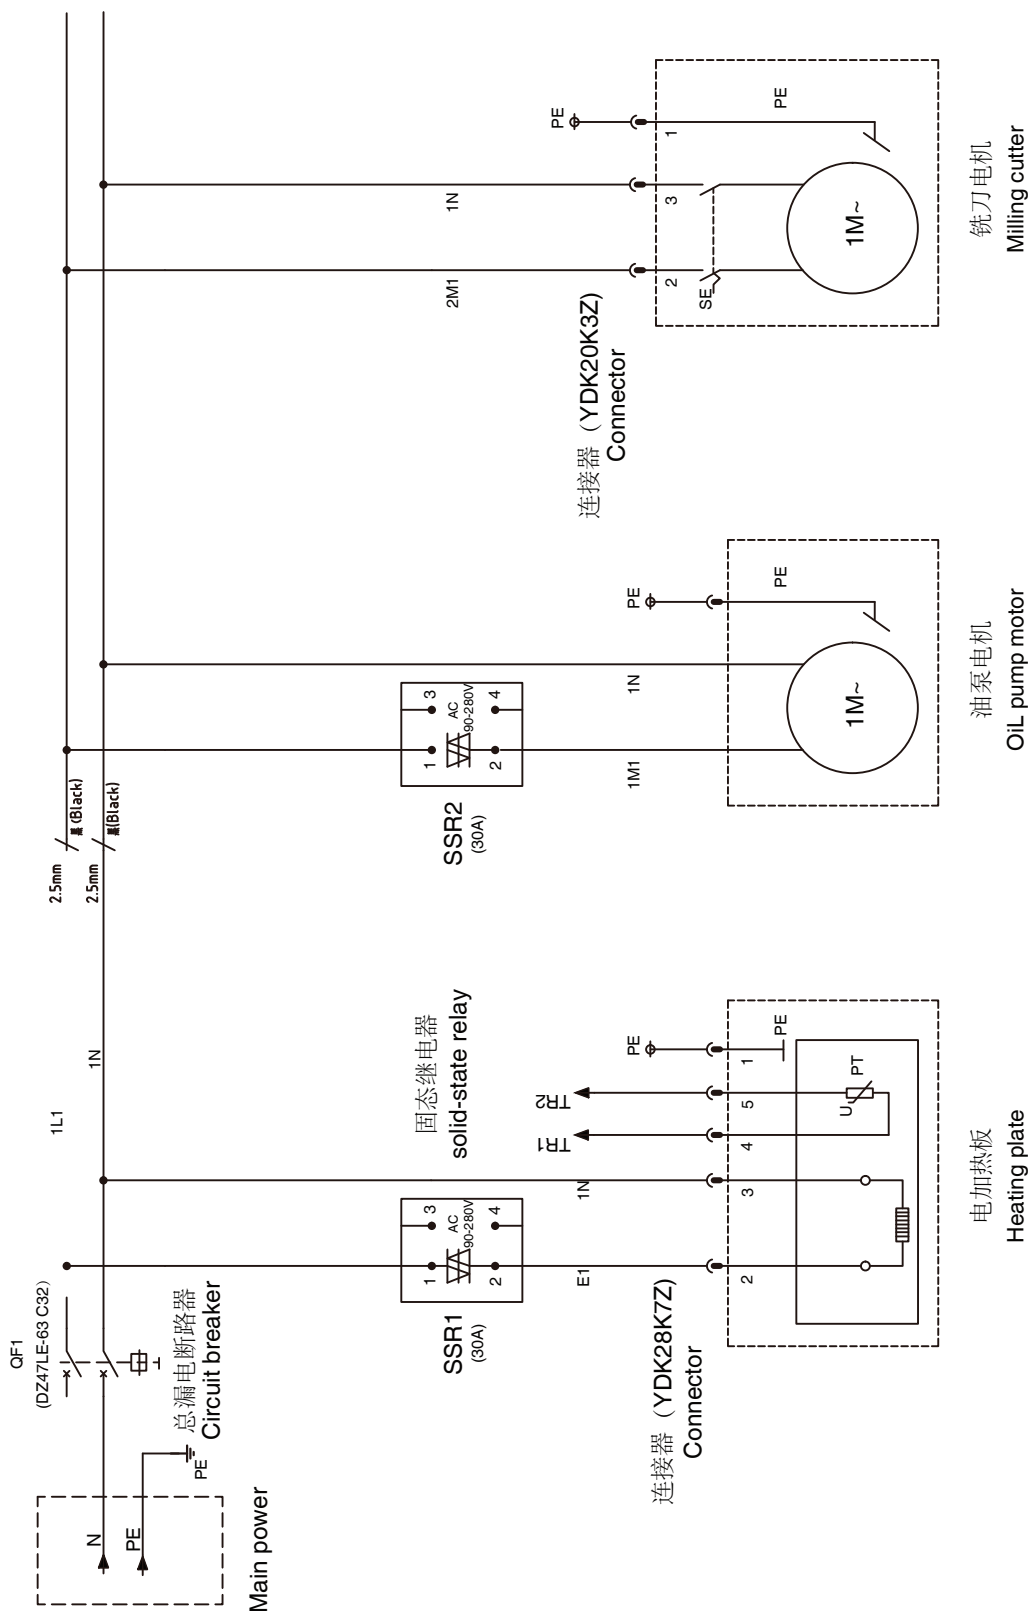 Main power
N
PE
PE
QF1
(DZ47LE-63 C32)
总漏电断路器
Circuit breaker
1L1
1N
2.5mm
黑(Black)
2.5mm
黑(Black)
SSR1
(30A)
1
2
3
4
AC
90-280V
固态继电器
solid-state relay
E1
1N
TR1
TR2
PE
连接器（YDK28K7Z)
Connector
2
3
4
5
1
PE
U
PT
电加热板
Heating plate
SSR2
(30A)
1
2
3
4
AC
90-280V
1M1
1N
PE
PE
1M~
油泵电机
OiL pump motor
2M1
1N
PE
连接器（YDK20K3Z)
Connector
2
3
1
SE
PE
1M~
铣刀电机
Milling cutter